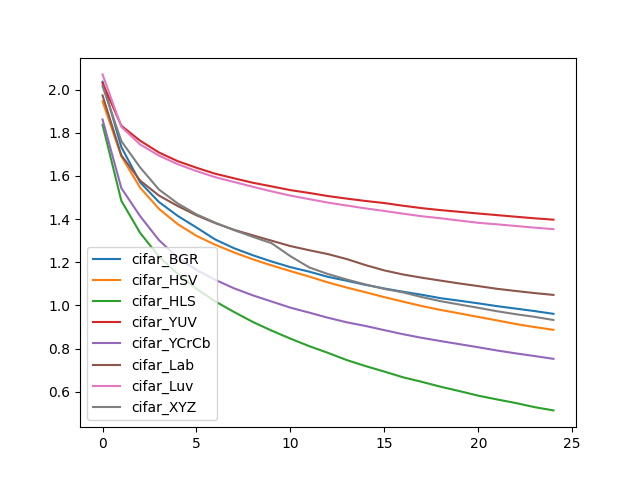 2.0
1.8
1.6
1.4
1.2
1.0
0.8
0.6
cifar_BGR
cifar_HSV
cifar_HLS
cifar_YUV
cifar_YCrCb
cifar_Lab
cifar_Luv
cifar_XYZ
0 5 10 15 20 25